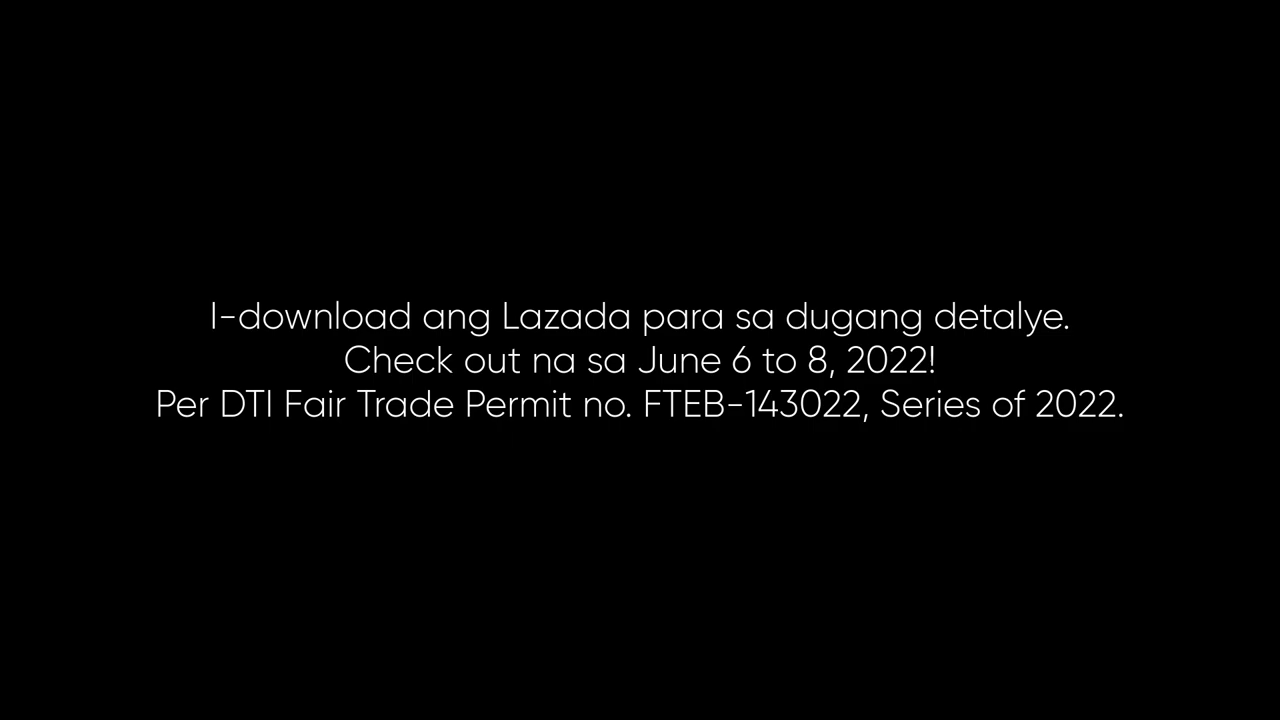 I-download ang Lazada para sa dugang detalye.
Check out na sa June 6 to 8, 2022!
Per DTI Fair Trade Permit no. FTEB-143022, Series of 2022.